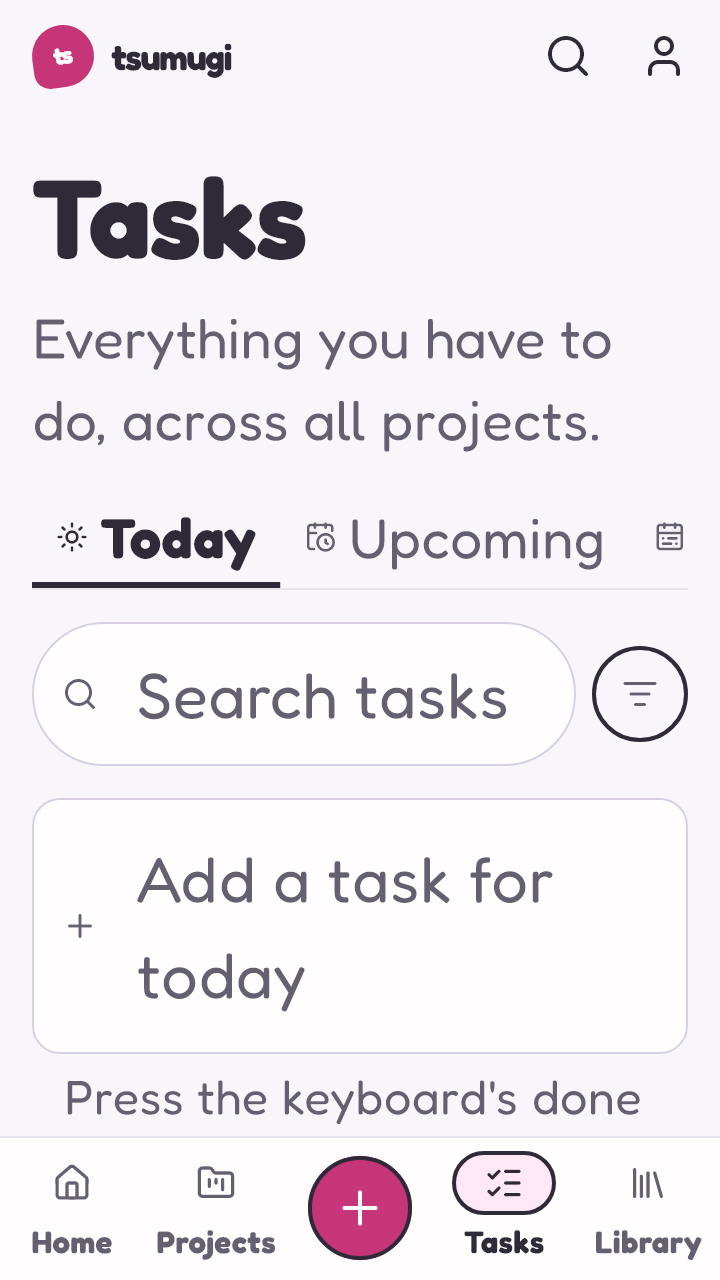 ts tsumugi
Tasks
Everything you have to
do, across all projects.
Today Upcoming
Search tasks
Add a task for
today
Press the keyboard's done
Home Projects Tasks Library